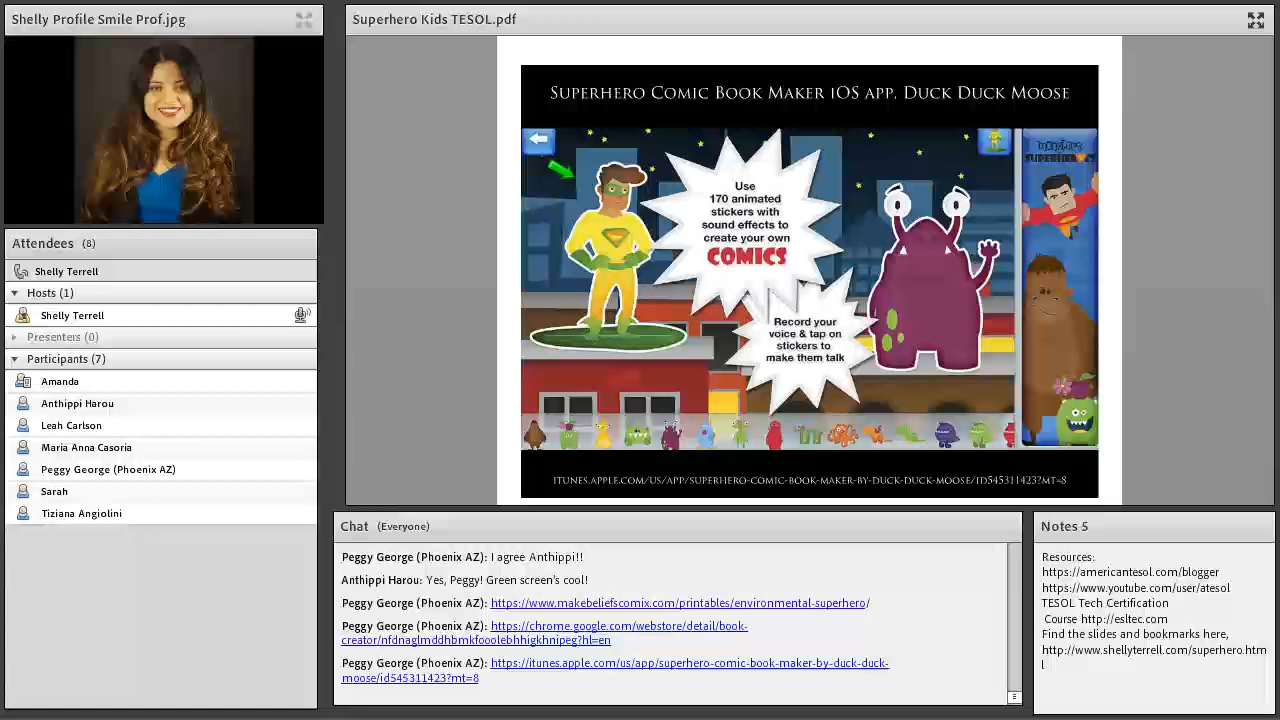 Shelly Profile Smile Prof.jpg
Attendees (8)
Shelly Terrell
Hosts (1)
Shelly Terrell
Presenters (0)
Participants (7)
Amanda
Anthippi Harou
Leah Carlson
Maria Anna Casoria
Peggy George (Phoenix AZ)
Sarah
Tiziana Angiolini
Superhero Kids TESOL.pdf
Superhero Comic Book Maker iOS app, Duck Duck Moose
Use
170 animated
stickers with
sound effects to
create your own
COMICS
Record your
voice & tap on
stickers to
make them talk
monsters
SUPERHEROES
itunes.apple.com/us/app/superhero-comic-book-maker-by-duck-duck-moose/id545311423?mt=8
Chat (Everyone)
Peggy George (Phoenix AZ): I agree Anthippi!!
Anthippi Harou: Yes, Peggy! Green screen's cool!
Peggy George (Phoenix AZ): https://www.makebeliefscomix.com/printables/environmental-superhero/
Peggy George (Phoenix AZ): https://chrome.google.com/webstore/detail/book-
creator/nfdnaglmddhbmkfooolebhhigkhnipeg?hl=en
Peggy George (Phoenix AZ): https://itunes.apple.com/us/app/superhero-comic-book-maker-by-duck-duck-
moose/id545311423?mt=8
Notes 5
Resources:
https://americantesol.com/blogger
https://www.youtube.com/user/atesol
TESOL Tech Certification
Course http://esltec.com
Find the slides and bookmarks here,
http://www.shellyterrell.com/superhero.htm
l